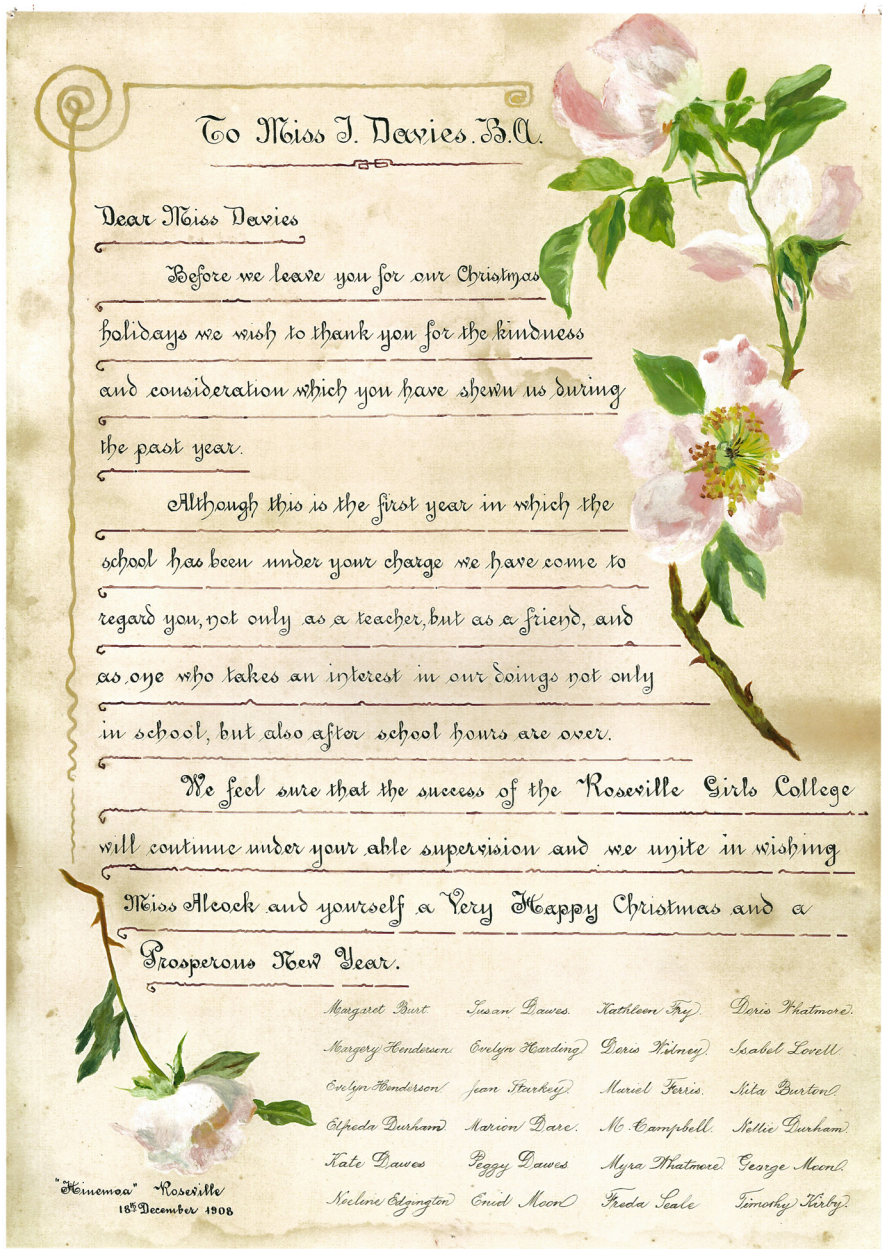 To Miss I. Davies. B.A.
Dear Miss Davies
Before we leave you for our Christmas
holidays we wish to thank you for the kindness
and consideration which you have shewn us during
the past year.
Although this is the first year in which the
school has been under your charge we have come to
regard you, not only as a teacher, but as a friend, and
as one who takes an interest in our doings not only
in school, but also after school hours are over.
We feel sure that the success of the Roseville Girls College
will continue under your able supervision and we unite in wishing
Miss Alcock and yourself a Very Happy Christmas and a
Prosperous New Year.
Margaret Burt. Susan Dawes. Kathleen Fry. Doris Whatmore.
Margery Henderson Evelyn Harding Doris Witney. Isabel Lovell.
Evelyn Henderson Jean Starkey. Muriel Ferris. Rita Burton.
Elfreda Durham Marion Dare. M. Campbell. Nellie Durham.
Kate Dawes Peggy Dawes Myra Whatmore George Moon.
Noeline Edgington Enid Moon Freda Seale Timothy Kirby.
"Hinemoa" Roseville
18th December 1908